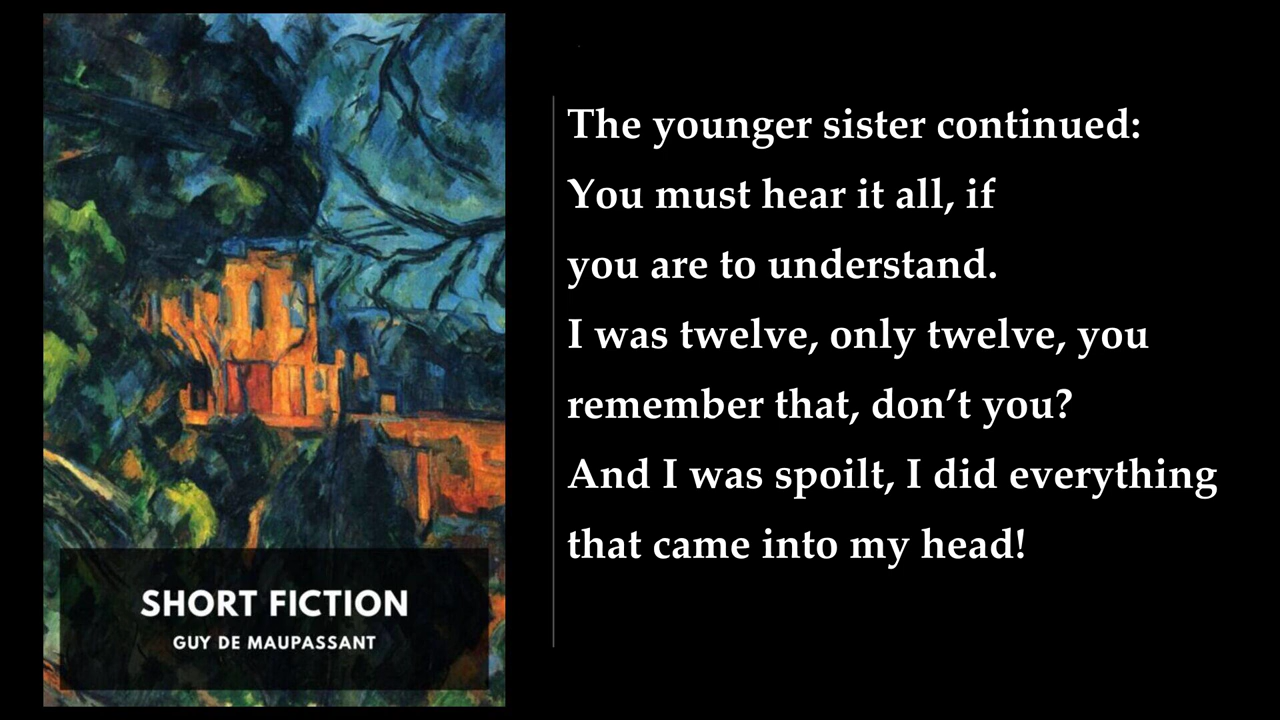 SHORT FICTION
GUY DE MAUPASSANT
The younger sister continued:
You must hear it all, if
you are to understand.
I was twelve, only twelve, you
remember that, don’t you?
And I was spoilt, I did everything
that came into my head!